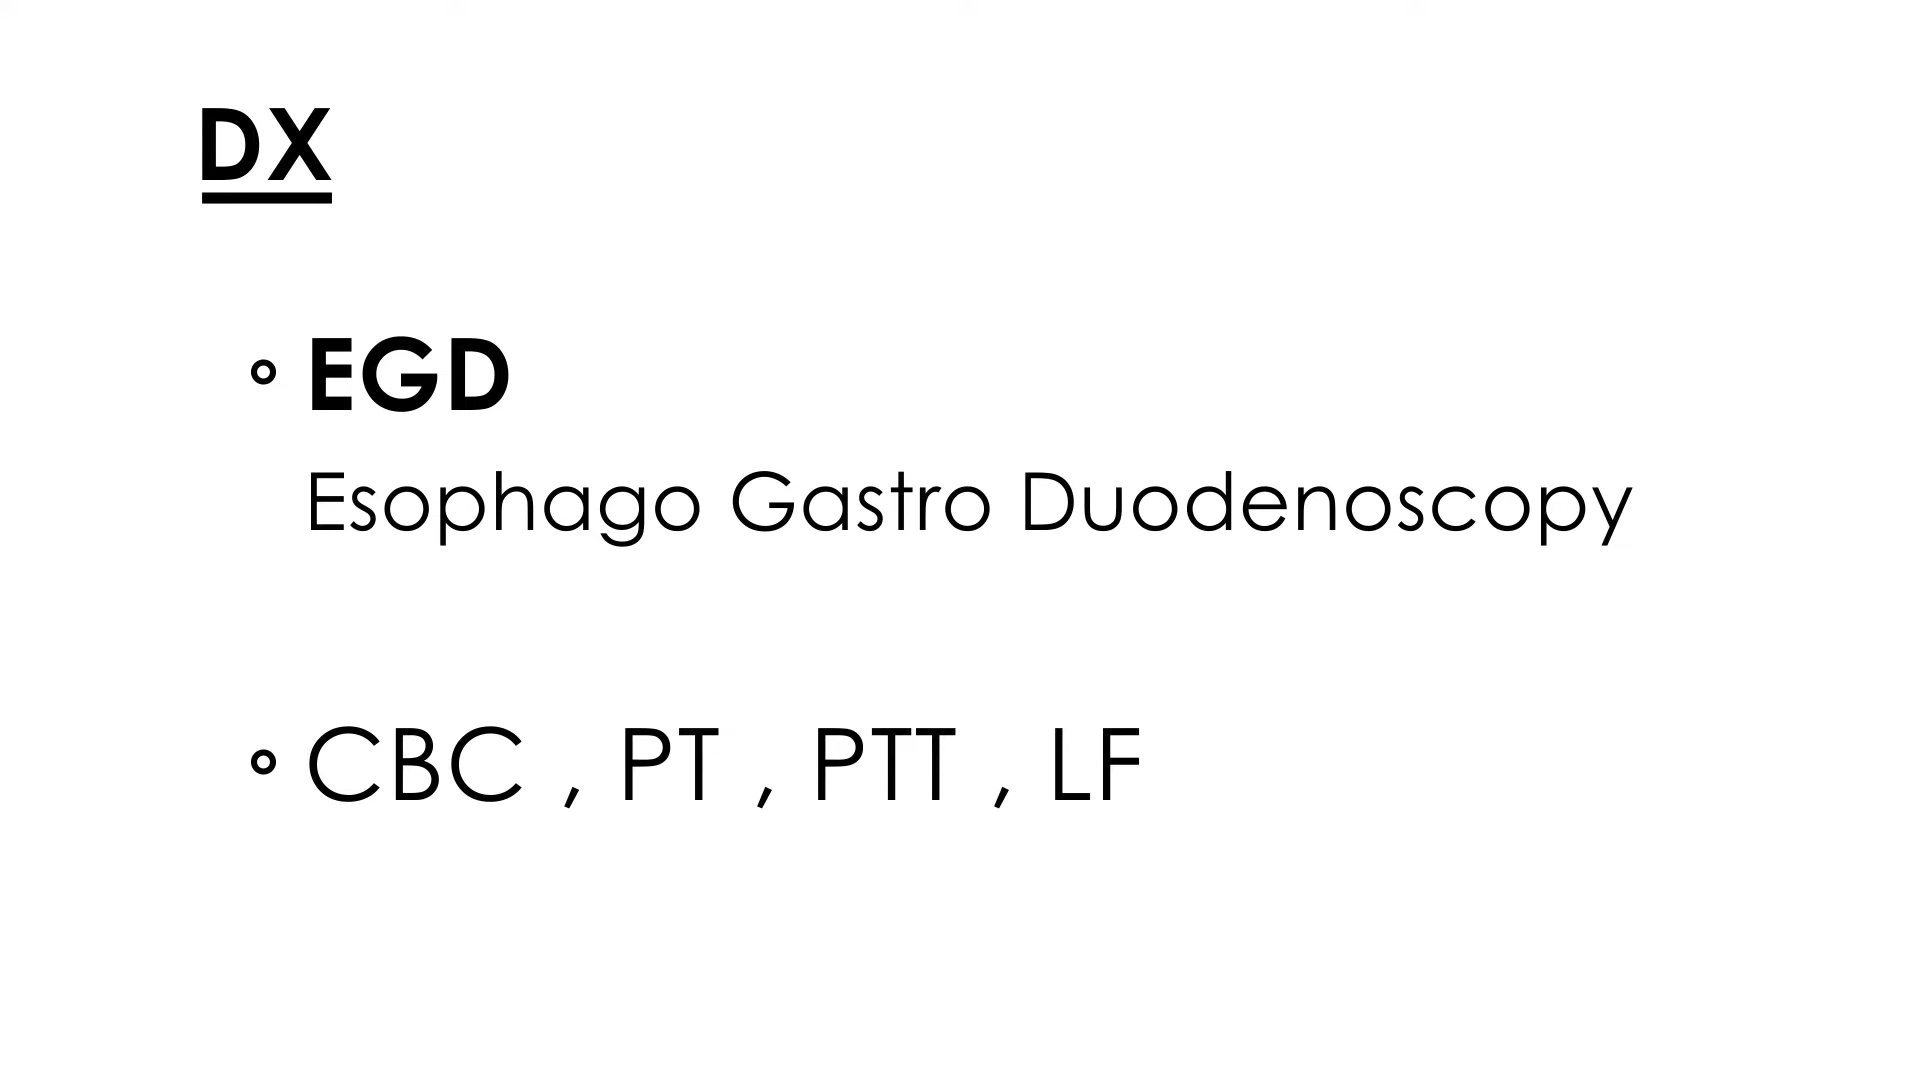 DX
EGD
Esophago Gastro Duodenoscopy
CBC , PT , PTT , LF